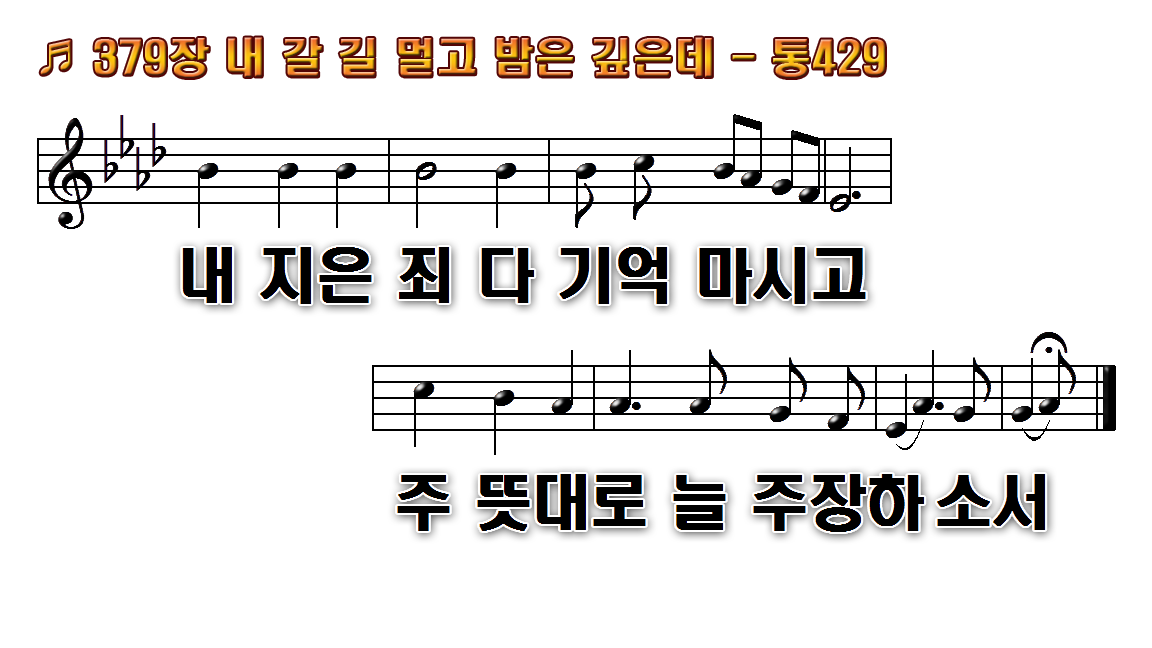 ♬ 379장 내 갈 길 멀고 밤은 깊은데 - 통429
내 지은 죄 다 기억 마시고
주 뜻대로 늘 주장하 소서